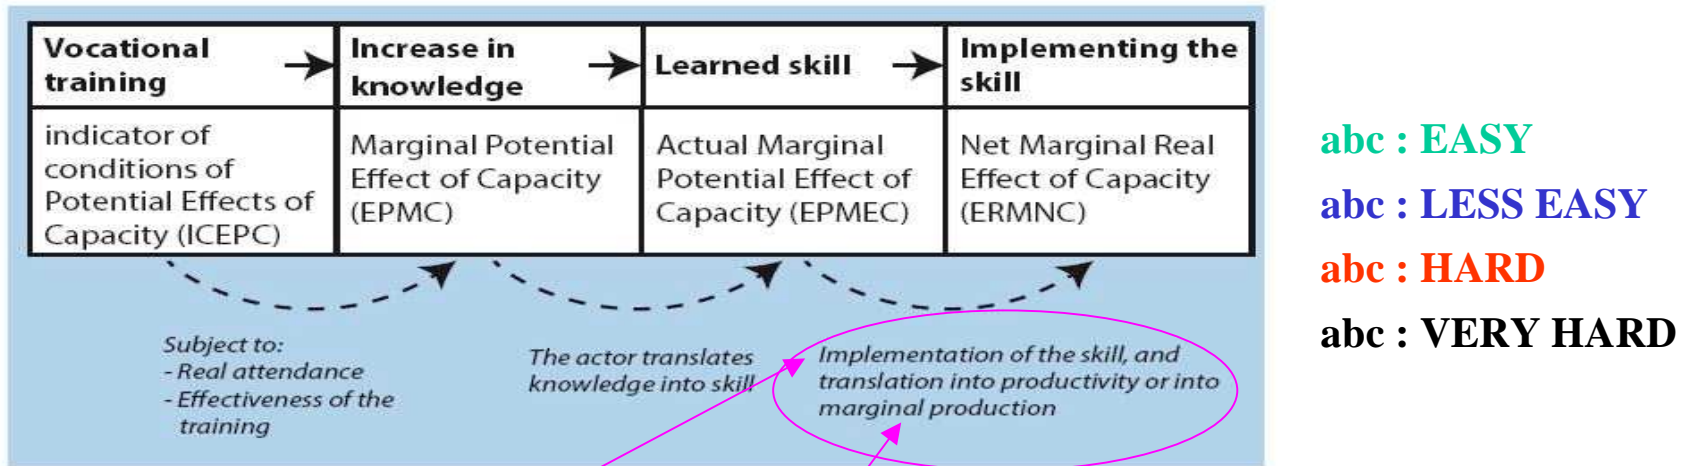 Vocational
training
Increase in
knowledge
Learned skill
Implementing the
skill
indicator of
conditions of
Potential Effects of
Capacity (ICEPC)
Marginal Potential
Effect of Capacity
(EPMC)
Actual Marginal
Potential Effect of
Capacity (EPMEC)
Net Marginal Real
Effect of Capacity
(ERMNC)
Subject to:
- Real attendance
- Effectiveness of the
training
The actor translates
knowledge into skill
Implementation of the skill, and
translation into productivity or into
marginal production
abc : EASY
abc : LESS EASY
abc : HARD
abc : VERY HARD